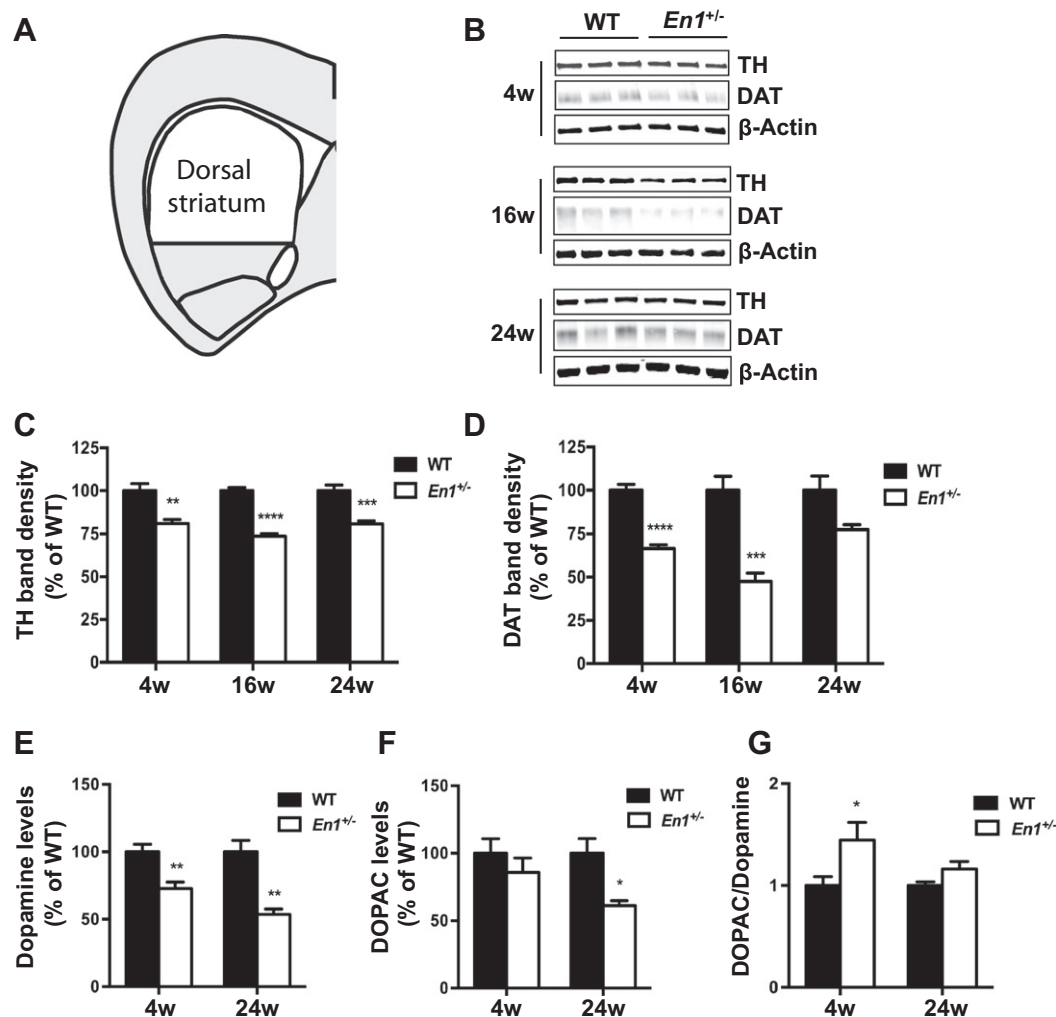 A
Dorsal
striatum
B
WT En1+/-
4w
TH
DAT
β-Actin
16w
TH
DAT
β-Actin
24w
TH
DAT
β-Actin
C
TH band density
(% of WT)
125
100
75
50
25
0
** **** ***
4w 16w 24w
WT
En1+/-
D
DAT band density
(% of WT)
125
100
75
50
25
0
**** ***
4w 16w 24w
WT
En1+/-
E
Dopamine levels
(% of WT)
150
100
50
0
** **
4w 24w
WT
En1+/-
F
DOPAC levels
(% of WT)
150
100
50
0
*
4w 24w
WT
En1+/-
G
DOPAC/Dopamine
2
1
0
*
4w 24w
WT
En1+/-